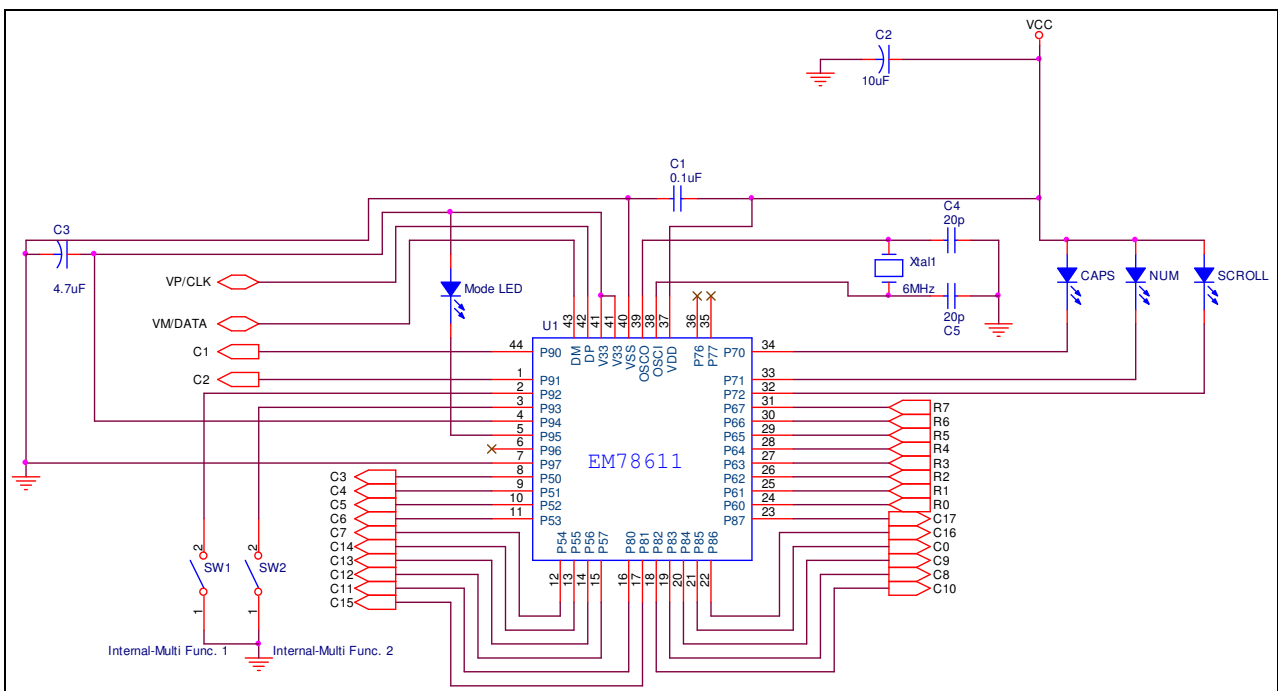 VCC
C2
10uF
C1
0.1uF
C3
4.7uF
C4
20p
Xtal1
6MHz
20p
C5
CAPS
NUM
SCROLL
VP/CLK
VM/DATA
Mode LED
C1
C2
U1
43 42 41 41 40 39 38 37 36 35
DM DP V33 V33 VSS OSCO OSCI VDD P76 P77
44 P90
1 P91
2 P92
3 P93
4 P94
5 P95
6 P96
7 P97
8 P50
9 P51
10 P52
11 P53
EM78611
P70 34
P71 33
P72 32
P67 31 R7
P66 30 R6
P65 29 R5
P64 28 R4
P63 27 R3
P62 26 R2
P61 25 R1
P60 24 R0
P87 23 C17
C16
C0
C9
C8
C10
C3
C4
C5
C6
C7
C14
C13
C12
C11
C15
P54 P55 P56 P57 P80 P81 P82 P83 P84 P85 P86
12 13 14 15 16 17 18 19 20 21 22
2 2
SW1 SW2
1 1
Internal-Multi Func. 1 Internal-Multi Func. 2